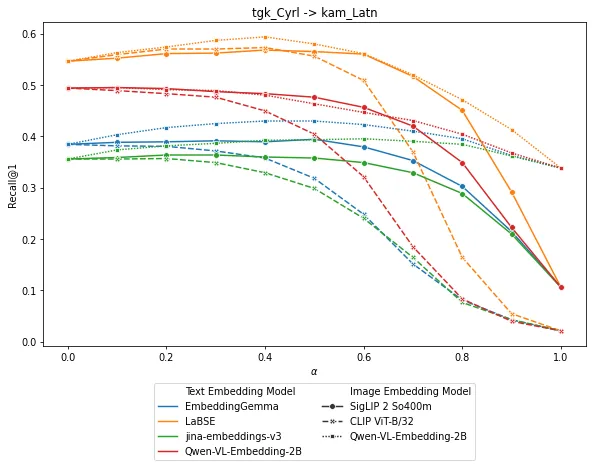 tgk_Cyrl -> kam_Latn
Recall@1
0.6
0.5
0.4
0.3
0.2
0.1
0.0
0.0 0.2 0.4 0.6 0.8 1.0
α
Text Embedding Model Image Embedding Model
EmbeddingGemma SigLIP 2 So400m
LaBSE CLIP ViT-B/32
jina-embeddings-v3 Qwen-VL-Embedding-2B
Qwen-VL-Embedding-2B